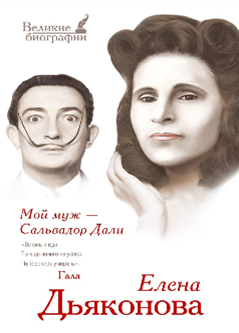 Великие
биографии
Мой муж —
Сальвадор Дали
Гала
Елена
Дьяконова